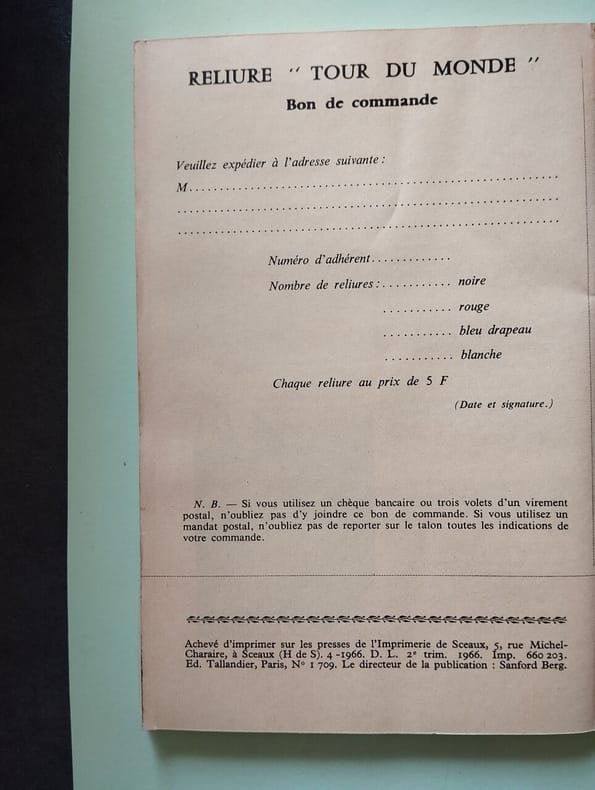 RELIURE " TOUR DU MONDE "
Bon de commande
Veuillez expédier à l'adresse suivante :
M..............................................................
..............................................................
..............................................................
Numéro d'adhérent.............
Nombre de reliures :........... noire
........... rouge
........... bleu drapeau
........... blanche
Chaque reliure au prix de 5 F
(Date et signature.)
N. B. — Si vous utilisez un chèque bancaire ou trois volets d'un virement
postal, n'oubliez pas d'y joindre ce bon de commande. Si vous utilisez un
mandat postal, n'oubliez pas de reporter sur le talon toutes les indications de
votre commande.
Achevé d'imprimer sur les presses de l'Imprimerie de Sceaux, 5, rue Michel-
Charaire, à Sceaux (H de S). 4 -1966. D. L. 2e trim. 1966. Imp. 660 203.
Ed. Tallandier, Paris, N° 1 709. Le directeur de la publication : Sanford Berg.